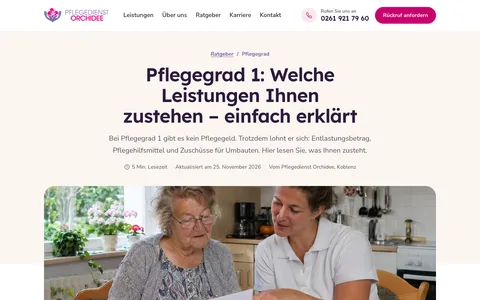 PFLEGEDIENST
ORCHIDEE
Leistungen Über uns Ratgeber Karriere Kontakt
Rufen Sie uns an
0261 921 79 60
Rückruf anfordern
Ratgeber / Pflegegrad
Pflegegrad 1: Welche
Leistungen Ihnen
zustehen – einfach erklärt
Bei Pflegegrad 1 gibt es kein Pflegegeld. Trotzdem lohnt er sich: Entlastungsbetrag,
Pflegehilfsmittel und Zuschüsse für Umbauten. Hier lesen Sie, was Ihnen zusteht.
5 Min. Lesezeit Aktualisiert am 25. November 2026 Vom Pflegedienst Orchidee, Koblenz